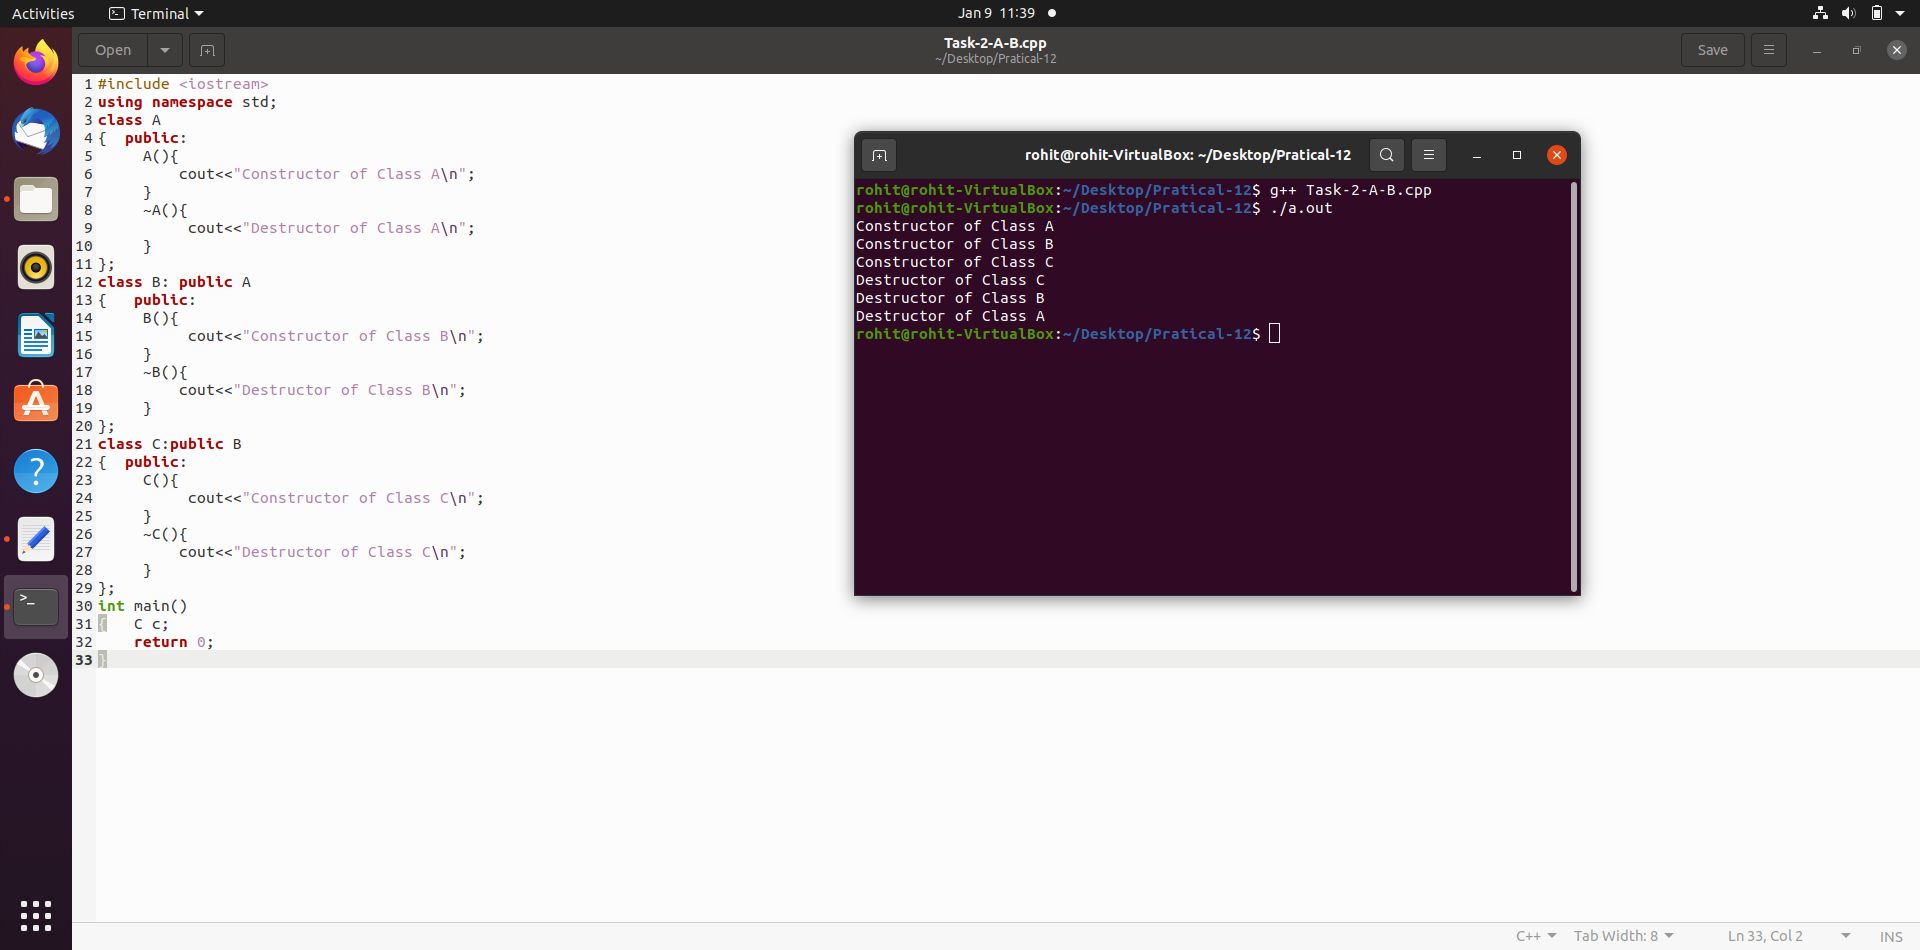 Activities Terminal Jan 9 11:39
Open Task-2-A-B.cpp Save
~/Desktop/Pratical-12
1 #include <iostream>
2 using namespace std;
3 class A
4 {  public:
5      A(){
6          cout<<"Constructor of Class A\n";
7      }
8      ~A(){
9           cout<<"Destructor of Class A\n";
10      }
11 };
12 class B: public A
13 {   public:
14      B(){
15           cout<<"Constructor of Class B\n";
16      }
17      ~B(){
18          cout<<"Destructor of Class B\n";
19      }
20 };
21 class C:public B
22 {  public:
23      C(){
24           cout<<"Constructor of Class C\n";
25      }
26      ~C(){
27          cout<<"Destructor of Class C\n";
28      }
29 };
30 int main()
31 {   C c;
32     return 0;
33 }
rohit@rohit-VirtualBox: ~/Desktop/Pratical-12
rohit@rohit-VirtualBox:~/Desktop/Pratical-12$ g++ Task-2-A-B.cpp
rohit@rohit-VirtualBox:~/Desktop/Pratical-12$ ./a.out
Constructor of Class A
Constructor of Class B
Constructor of Class C
Destructor of Class C
Destructor of Class B
Destructor of Class A
rohit@rohit-VirtualBox:~/Desktop/Pratical-12$
C++ Tab Width: 8 Ln 33, Col 2 INS